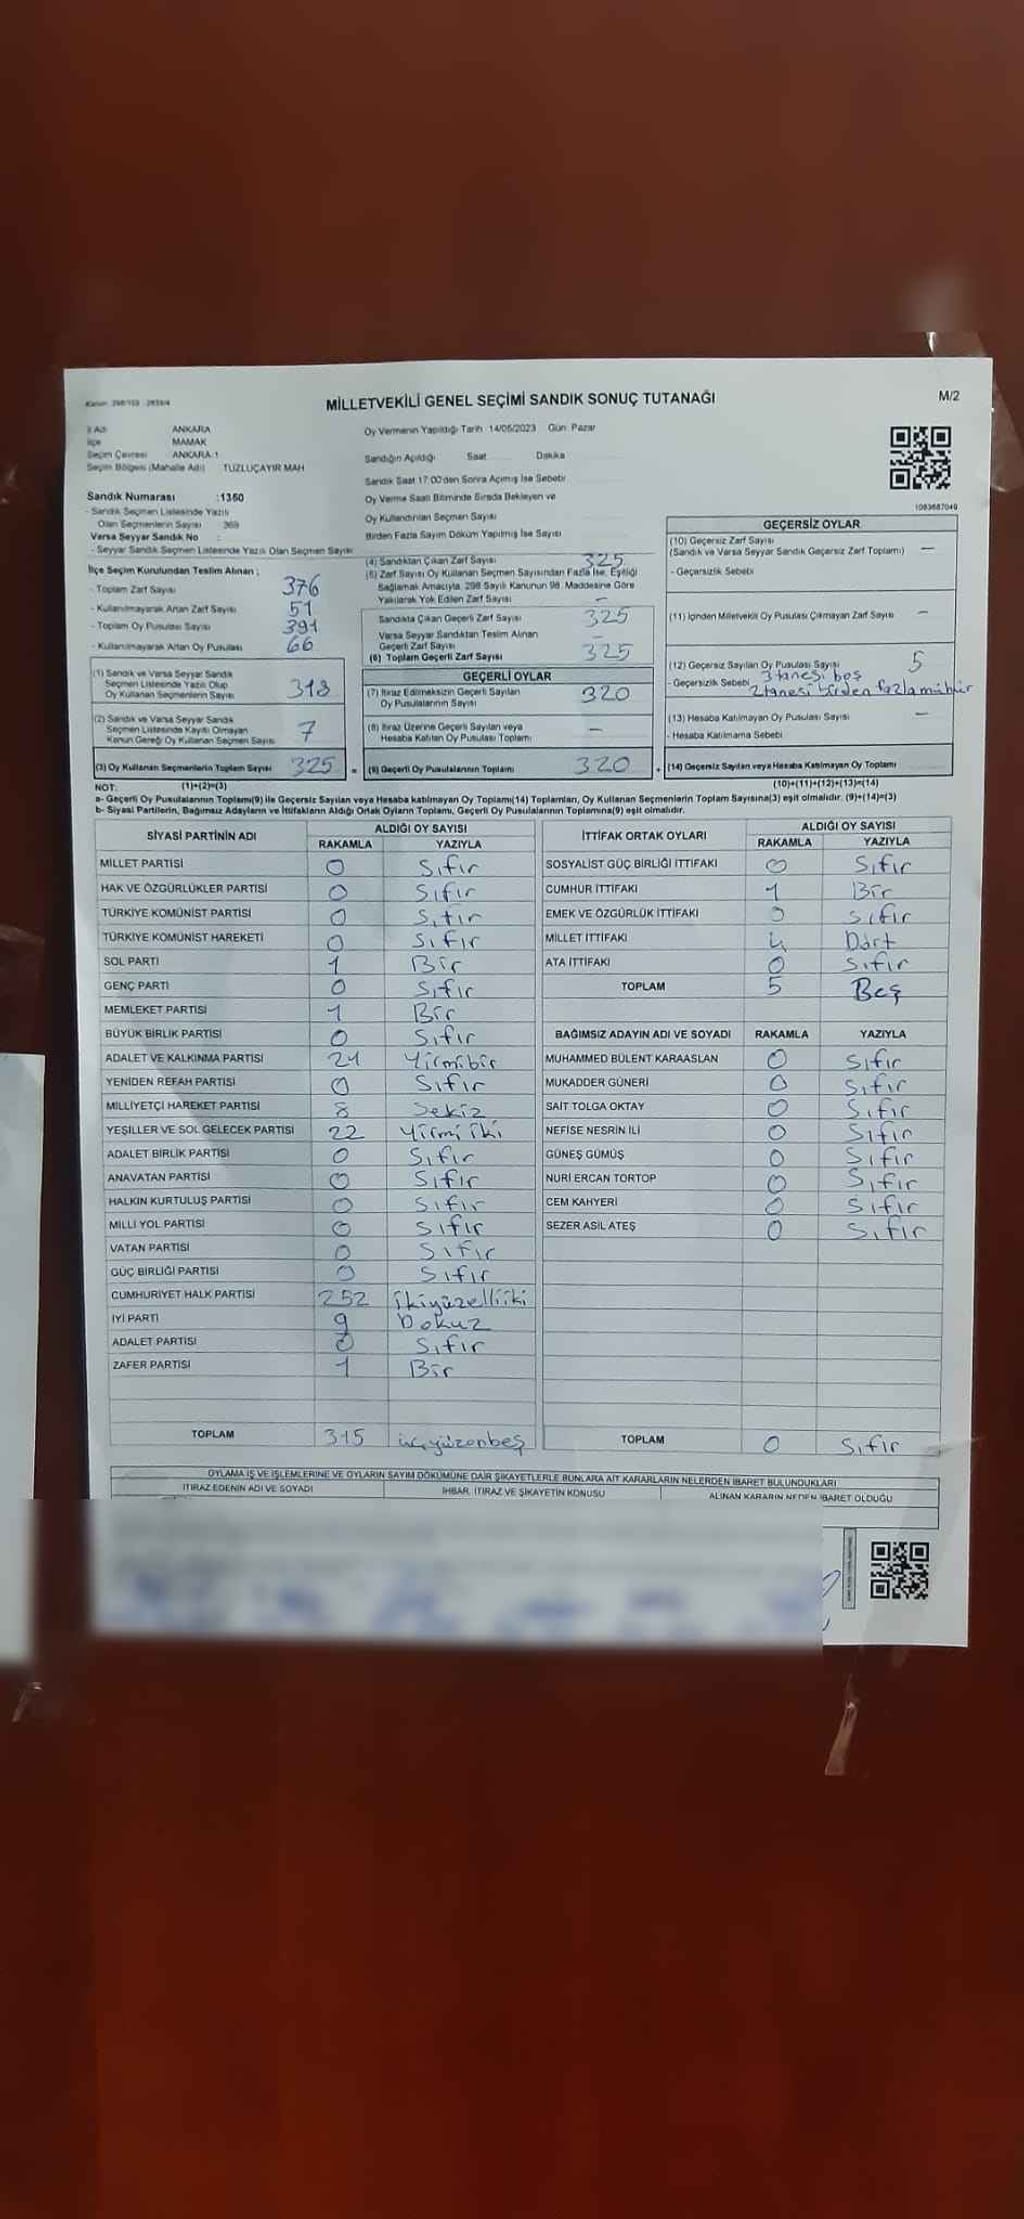 MİLLETVEKİLİ GENEL SEÇİMİ SANDIK SONUÇ TUTANAĞI
M/2
İl Adı ANKARA
İlçe MAMAK
Seçim Çevresi ANKARA-1
Seçim Bölgesi (Mahalle Adı) TUZLUÇAYIR MAH
Sandık Numarası :1360
- Sandık Seçmen Listesinde Yazılı
Olan Seçmenlerin Sayısı 369
Varsa Seyyar Sandık No :
- Seyyar Sandık Seçmen Listesinde Yazılı Olan Seçmen Sayısı
İlçe Seçim Kurulundan Teslim Alınan ;
- Toplam Zarf Sayısı 376
- Kullanılmayarak Artan Zarf Sayısı 51
- Toplam Oy Pusulası Sayısı 391
- Kullanılmayarak Artan Oy Pusulası 66
(1) Sandık ve Varsa Seyyar Sandık
Seçmen Listesinde Yazılı Olup
Oy Kullanan Seçmenlerin Sayısı 318
(2) Sandık ve Varsa Seyyar Sandık
Seçmen Listesinde Kaydı Olmayan
Kanun Gereği Oy Kullanan Seçmen Sayısı 7
(3) Oy Kullanan Seçmenlerin Toplam Sayısı 325
Oy Vermenin Yapıldığı Tarih :14/05/2023 Gün: Pazar
Sandığın Açıldığı Saat Dakika
Sandık Saat 17:00'den Sonra Açılmış İse Sebebi
Oy Verme Saati Bitiminde Sırada Bekleyen ve
Oy Kullandırılan Seçmen Sayısı
Birden Fazla Sayım Döküm Yapılmış İse Sayısı
(4) Sandıktan Çıkan Zarf Sayısı 325
(5) Zarf Sayısı Oy Kullanan Seçmen Sayısından Fazla İse, Eşitliği
Sağlamak Amacıyla, 298 Sayılı Kanunun 98. Maddesine Göre
Yakılarak Yok Edilen Zarf Sayısı -
Sandıkta Çıkan Geçerli Zarf Sayısı 325
Varsa Seyyar Sandıktan Teslim Alınan
Geçerli Zarf Sayısı -
(6) Toplam Geçerli Zarf Sayısı 325
GEÇERLİ OYLAR
(7) İtiraz Edilmeksizin Geçerli Sayılan
Oy Pusulalarının Sayısı 320
(8) İtiraz Üzerine Geçerli Sayılan veya
Hesaba Katılan Oy Pusulası Toplamı -
= (9) Geçerli Oy Pusulalarının Toplamı 320
1083687049
GEÇERSİZ OYLAR
(10) Geçersiz Zarf Sayısı
(Sandık ve Varsa Seyyar Sandık Geçersiz Zarf Toplamı) -
- Geçersizlik Sebebi
(11) İçinden Milletvekili Oy Pusulası Çıkmayan Zarf Sayısı -
(12) Geçersiz Sayılan Oy Pusulası Sayısı 5
- Geçersizlik Sebebi 3 tanesi boş
2 tanesi birden fazla mühür
(13) Hesaba Katılmayan Oy Pusulası Sayısı -
- Hesaba Katılmama Sebebi
+ (14) Geçersiz Sayılan veya Hesaba Katılmayan Oy Toplamı
NOT: (1)+(2)=(3) (10)+(11)+(12)+(13)=(14)
a- Geçerli Oy Pusulalarının Toplamı(9) ile Geçersiz Sayılan veya Hesaba katılmayan Oy Toplamı(14) Toplamları, Oy Kullanan Seçmenlerin Toplam Sayısına(3) eşit olmalıdır. (9)+(14)=(3)
b- Siyasi Partilerin, Bağımsız Adayların ve İttifakların Aldığı Ortak Oyların Toplamı, Geçerli Oy Pusulalarının Toplamına(9) eşit olmalıdır.
SİYASİ PARTİNİN ADI ALDIĞI OY SAYISI
RAKAMLA YAZIYLA
MİLLET PARTİSİ 0 Sıfır
HAK VE ÖZGÜRLÜKLER PARTİSİ 0 Sıfır
TÜRKİYE KOMÜNİST PARTİSİ 0 Sıfır
TÜRKİYE KOMÜNİST HAREKETİ 0 Sıfır
SOL PARTİ 1 Bir
GENÇ PARTİ 0 Sıfır
MEMLEKET PARTİSİ 1 Bir
BÜYÜK BİRLİK PARTİSİ 0 Sıfır
ADALET VE KALKINMA PARTİSİ 21 Yirmibir
YENİDEN REFAH PARTİSİ 0 Sıfır
MİLLİYETÇİ HAREKET PARTİSİ 8 Sekiz
YEŞİLLER VE SOL GELECEK PARTİSİ 22 Yirmi iki
ADALET BİRLİK PARTİSİ 0 Sıfır
ANAVATAN PARTİSİ 0 Sıfır
HALKIN KURTULUŞ PARTİSİ 0 Sıfır
MİLLİ YOL PARTİSİ 0 Sıfır
VATAN PARTİSİ 0 Sıfır
GÜÇ BİRLİĞİ PARTİSİ 0 Sıfır
CUMHURİYET HALK PARTİSİ 252 İkiyüzelliiki
İYİ PARTİ 9 Dokuz
ADALET PARTİSİ 0 Sıfır
ZAFER PARTİSİ 1 Bir
TOPLAM 315 üçyüzonbeş
İTTİFAK ORTAK OYLARI ALDIĞI OY SAYISI
RAKAMLA YAZIYLA
SOSYALİST GÜÇ BİRLİĞİ İTTİFAKI 0 Sıfır
CUMHUR İTTİFAKI 1 Bir
EMEK VE ÖZGÜRLÜK İTTİFAKI 0 Sıfır
MİLLET İTTİFAKI 4 Dört
ATA İTTİFAKI 0 Sıfır
TOPLAM 5 Beş
BAĞIMSIZ ADAYIN ADI VE SOYADI RAKAMLA YAZIYLA
MUHAMMED BÜLENT KARAASLAN 0 Sıfır
MUKADDER GÜNERİ 0 Sıfır
SAİT TOLGA OKTAY 0 Sıfır
NEFİSE NESRİN İLİ 0 Sıfır
GÜNEŞ GÜMÜŞ 0 Sıfır
NURİ ERCAN TORTOP 0 Sıfır
CEM KAHYERİ 0 Sıfır
SEZER ASIL ATEŞ 0 Sıfır
TOPLAM 0 Sıfır
OYLAMA İŞ VE İŞLEMLERİNE VE OYLARIN SAYIM DÖKÜMÜNE DAİR ŞİKAYETLERLE BUNLARA AİT KARARLARIN NELERDEN İBARET BULUNDUKLARI
İTİRAZ EDENİN ADI VE SOYADI İHBAR, İTİRAZ VE ŞİKAYETİN KONUSU ALINAN KARARIN NEDEN İBARET OLDUĞU